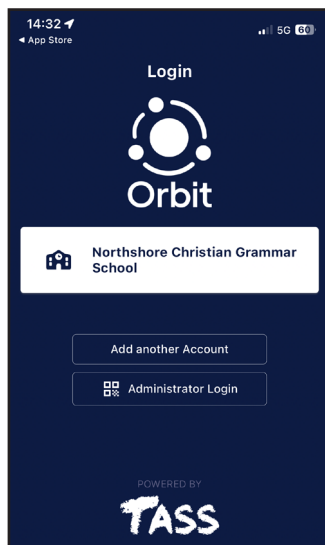 14:32
5G 60
◀ App Store
Login
Orbit
Northshore Christian Grammar
School
Add another Account
Administrator Login
POWERED BY
TASS